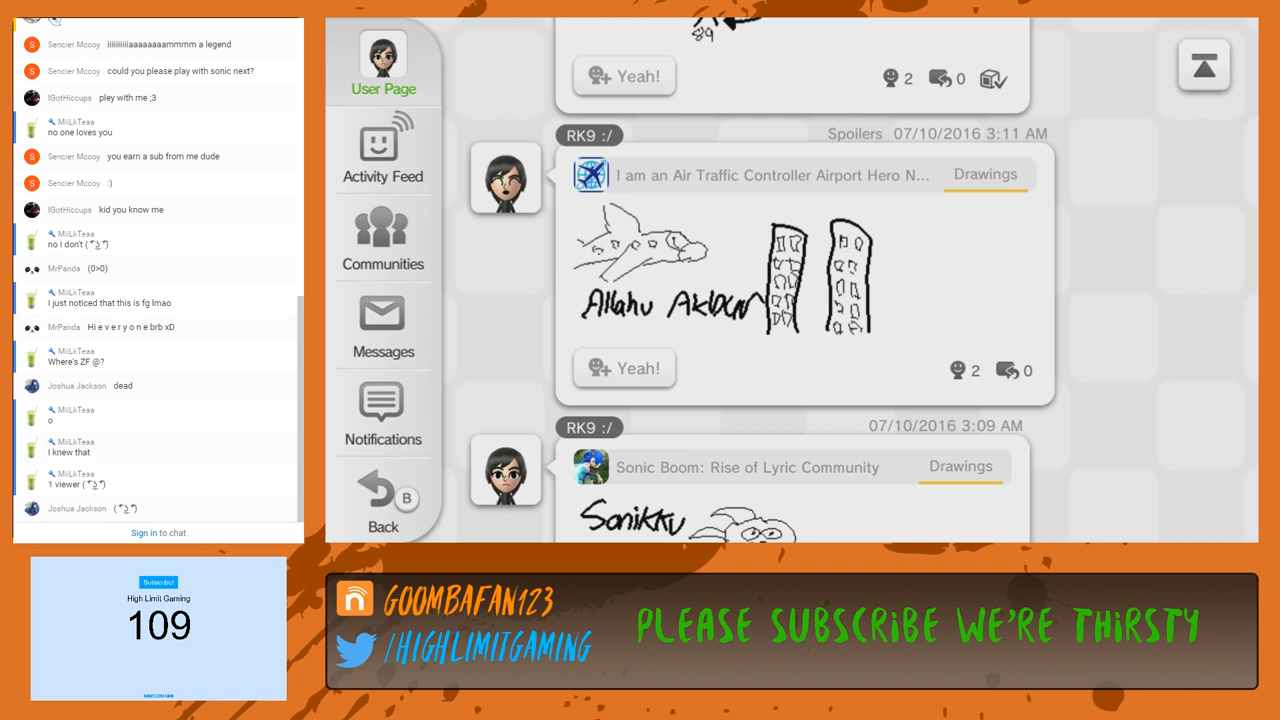 Sencier Mccoy iiiiiiiiiiaaaaaaaammmm a legend
Sencier Mccoy could you please play with sonic next?
IGotHiccups pley with me ;3
MiiLkTeaa
no one loves you
Sencier Mccoy you earn a sub from me dude
Sencier Mccoy :)
IGotHiccups kid you know me
MiiLkTeaa
no I don't ( ͡° ͜ʖ ͡°)
MrPanda (0>0)
MiiLkTeaa
I just noticed that this is fg lmao
MrPanda Hi e v e r y o n e brb xD
MiiLkTeaa
Where's ZF @?
Joshua Jackson dead
MiiLkTeaa
o
MiiLkTeaa
I knew that
MiiLkTeaa
1 viewer ( ͡° ͜ʖ ͡°)
Joshua Jackson ( ͡° ͜ʖ ͡°)
Sign in to chat
Subscribe!
High Limit Gaming
109
User Page
Activity Feed
Communities
Messages
Notifications
B
Back
89
Yeah!
2 0
RK9 :/
Spoilers 07/10/2016 3:11 AM
I am an Air Traffic Controller Airport Hero N...
Drawings
Allahu Akbar
Yeah!
2 0
RK9 :/
07/10/2016 3:09 AM
Sonic Boom: Rise of Lyric Community
Drawings
Sonikku
n GOOMBAFAN123
/HIGHLIMITGAMING
PLEASE SUBSCRIBE WE'RE THIRSTY